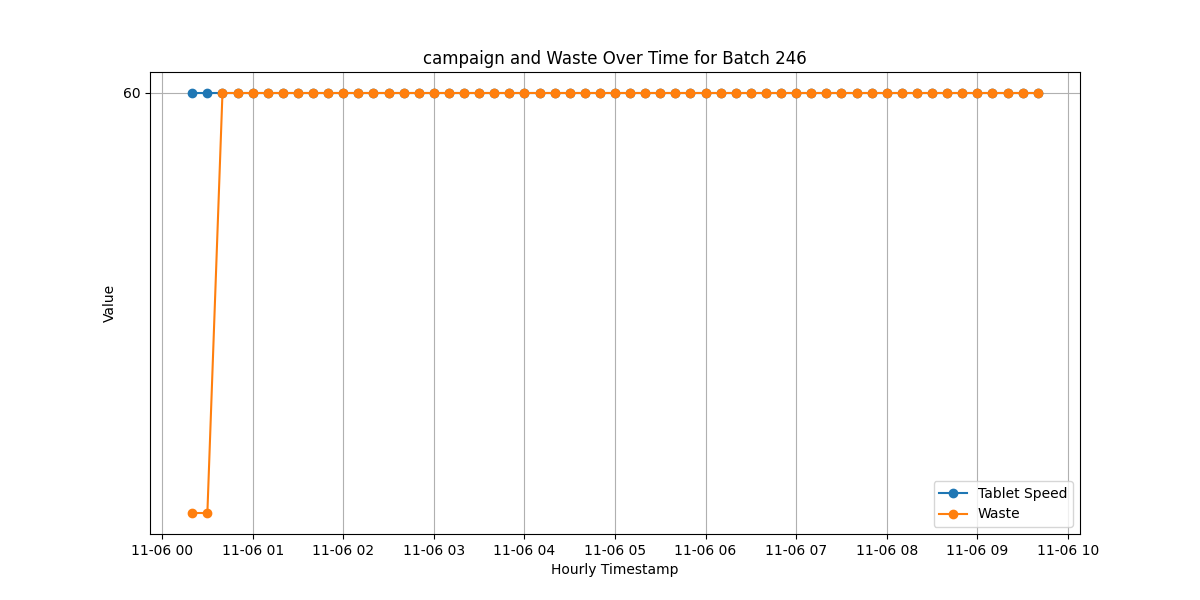 campaign and Waste Over Time for Batch 246
60
Value
Tablet Speed
Waste
11-06 00 11-06 01 11-06 02 11-06 03 11-06 04 11-06 05 11-06 06 11-06 07 11-06 08 11-06 09 11-06 10
Hourly Timestamp